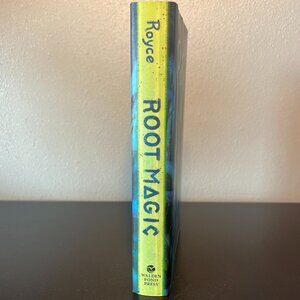 Royce
ROOT MAGIC
WALDEN
POND
PRESS